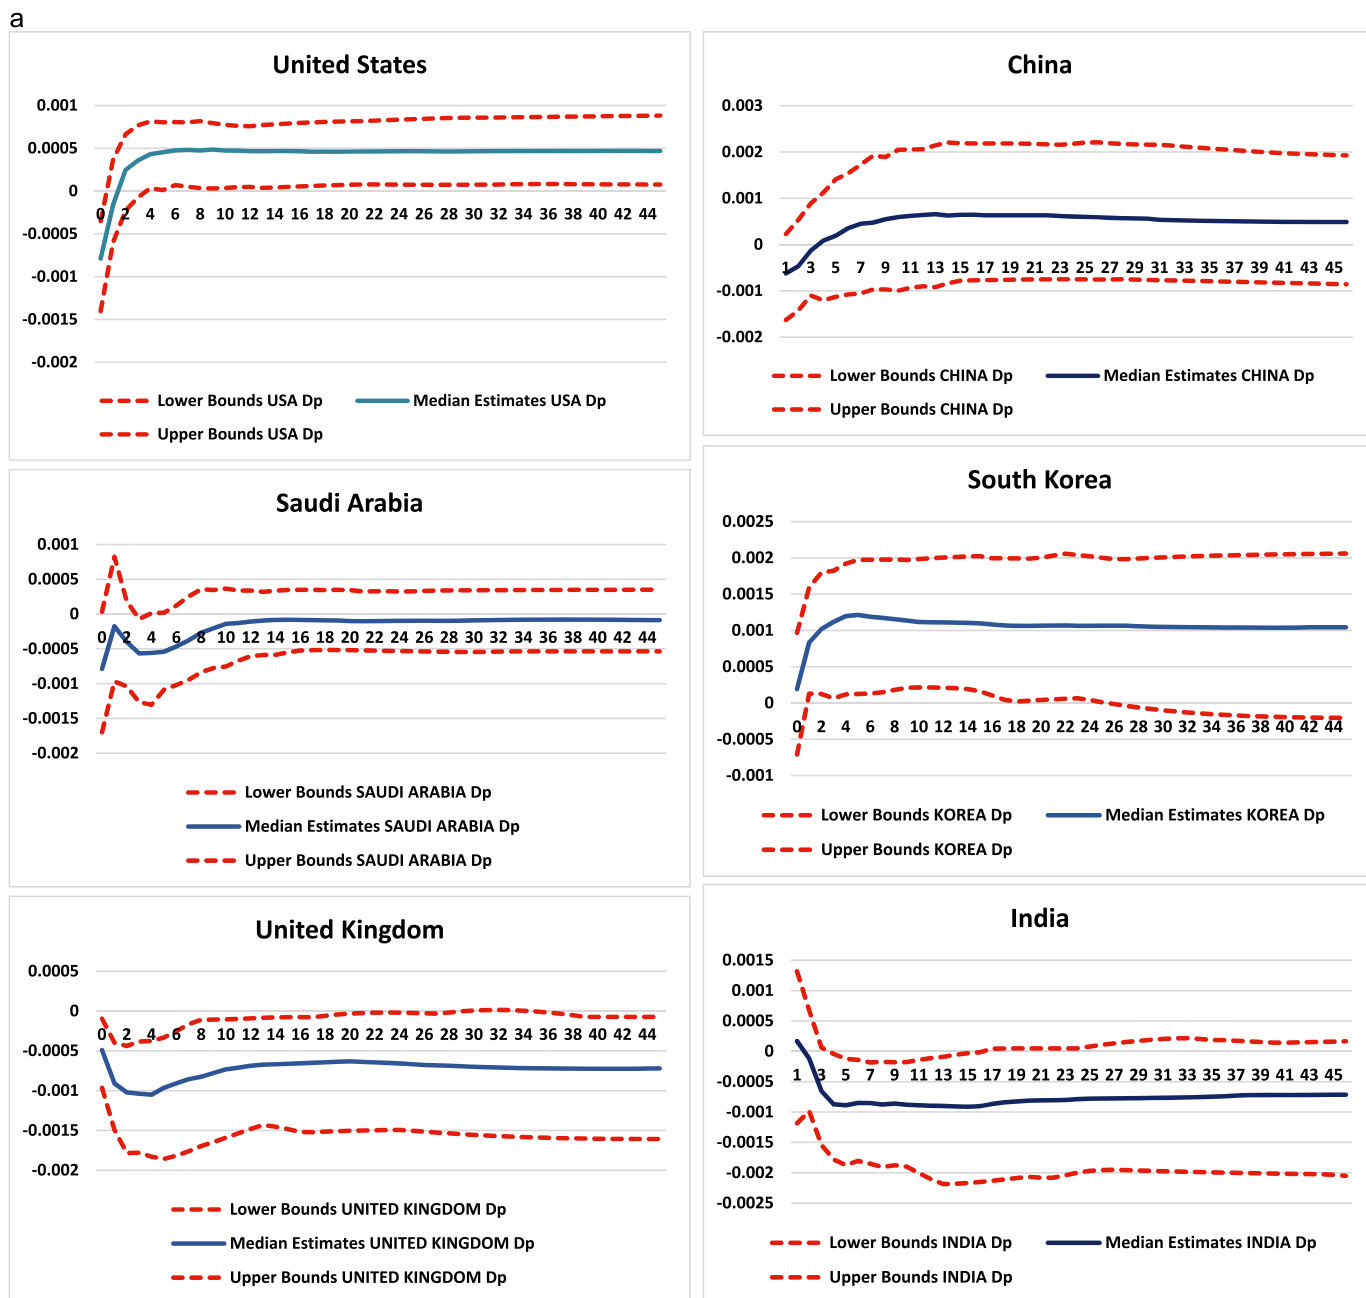 a
United States
0.001
0.0005
0
-0.0005
-0.001
-0.0015
-0.002
0 2 4 6 8 10 12 14 16 18 20 22 24 26 28 30 32 34 36 38 40 42 44
Lower Bounds USA Dp Median Estimates USA Dp
Upper Bounds USA Dp
China
0.003
0.002
0.001
0
-0.001
-0.002
1 3 5 7 9 11 13 15 17 19 21 23 25 27 29 31 33 35 37 39 41 43 45
Lower Bounds CHINA Dp Median Estimates CHINA Dp
Upper Bounds CHINA Dp
Saudi Arabia
0.001
0.0005
0
-0.0005
-0.001
-0.0015
-0.002
0 2 4 6 8 10 12 14 16 18 20 22 24 26 28 30 32 34 36 38 40 42 44
Lower Bounds SAUDI ARABIA Dp
Median Estimates SAUDI ARABIA Dp
Upper Bounds SAUDI ARABIA Dp
South Korea
0.0025
0.002
0.0015
0.001
0.0005
0
-0.0005
-0.001
0 2 4 6 8 10 12 14 16 18 20 22 24 26 28 30 32 34 36 38 40 42 44
Lower Bounds KOREA Dp Median Estimates KOREA Dp
Upper Bounds KOREA Dp
United Kingdom
0.0005
0
-0.0005
-0.001
-0.0015
-0.002
0 2 4 6 8 10 12 14 16 18 20 22 24 26 28 30 32 34 36 38 40 42 44
Lower Bounds UNITED KINGDOM Dp
Median Estimates UNITED KINGDOM Dp
Upper Bounds UNITED KINGDOM Dp
India
0.0015
0.001
0.0005
0
-0.0005
-0.001
-0.0015
-0.002
-0.0025
1 3 5 7 9 11 13 15 17 19 21 23 25 27 29 31 33 35 37 39 41 43 45
Lower Bounds INDIA Dp Median Estimates INDIA Dp
Upper Bounds INDIA Dp